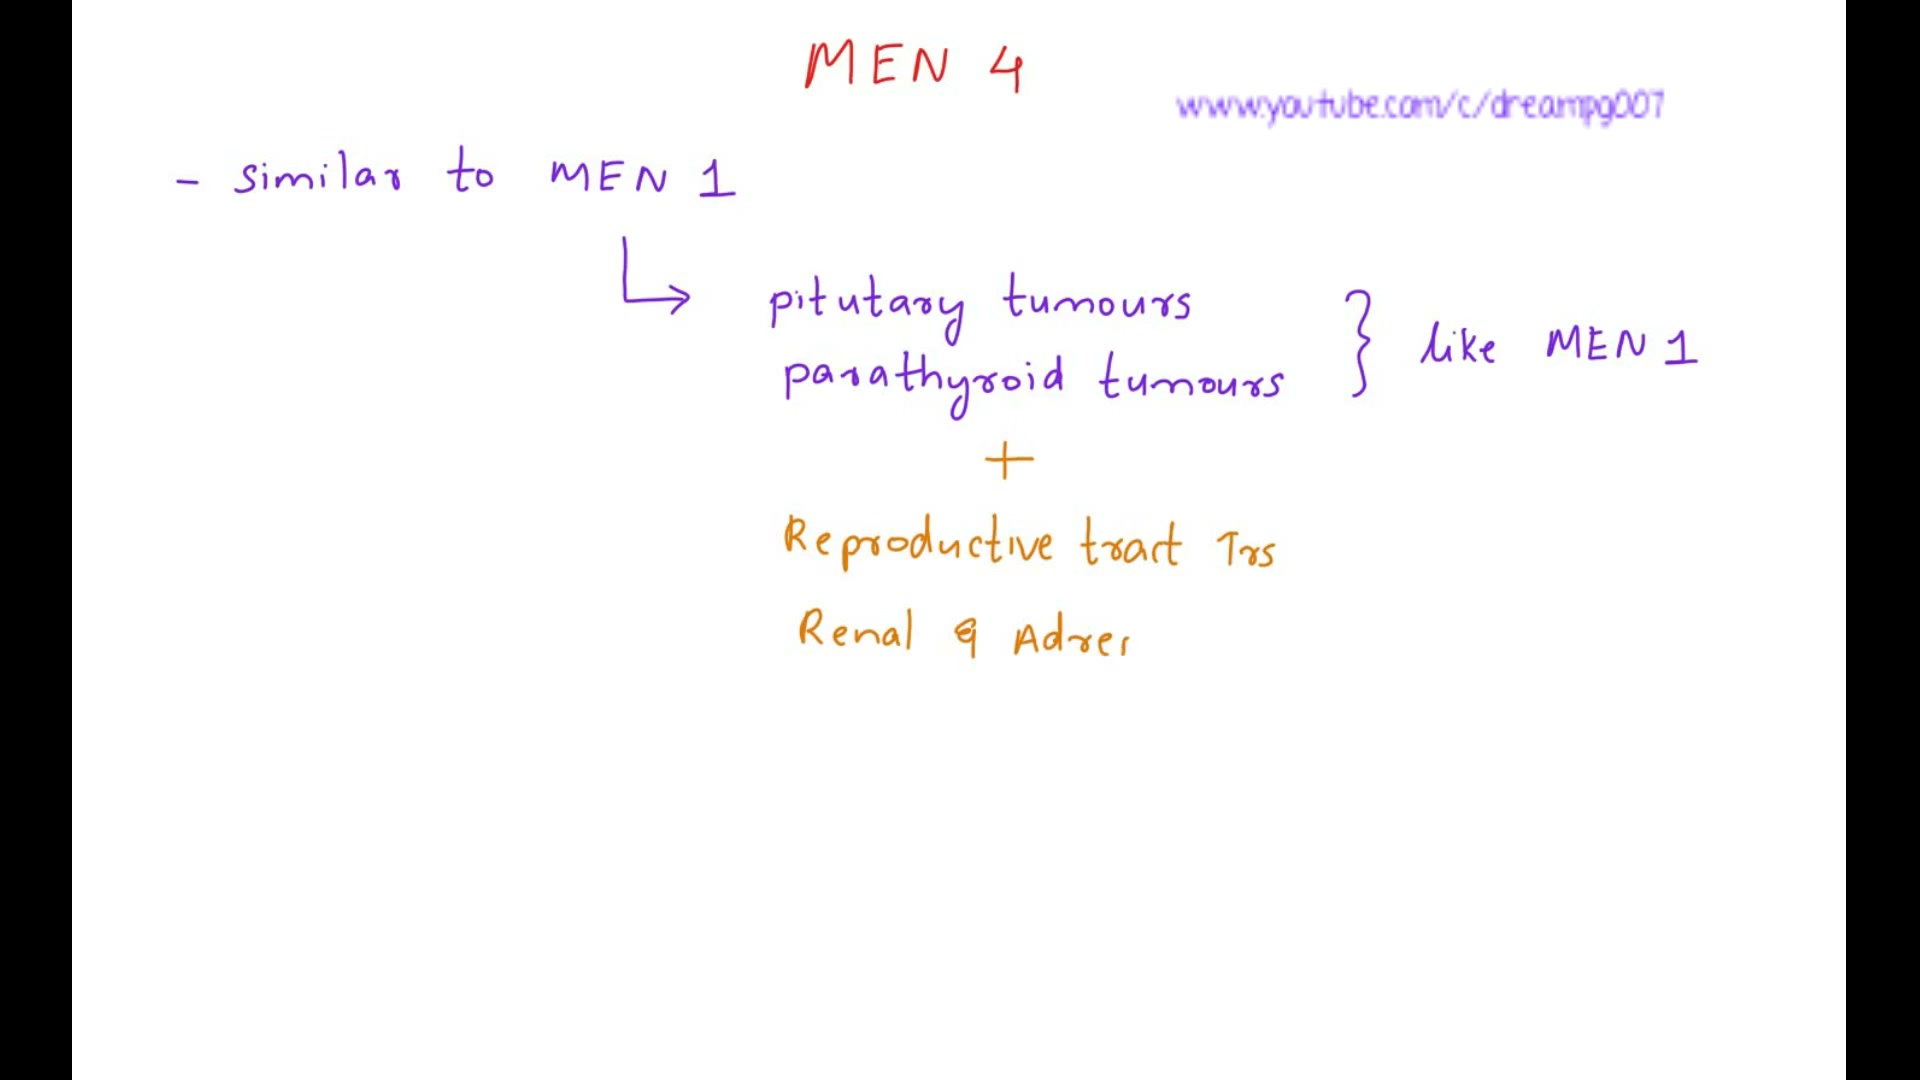 MEN 4
www.youtube.com/c/dreampg007
- similar to MEN 1
pitutary tumours
parathyroid tumours } like MEN 1
+
Reproductive tract Trs
Renal &